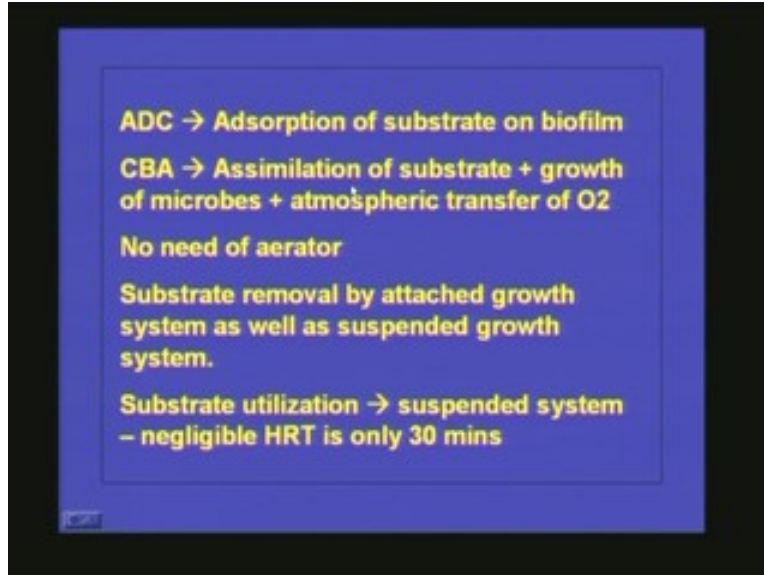 ADC → Adsorption of substrate on biofilm
CBA → Assimilation of substrate + growth
of microbes + atmospheric transfer of O2
No need of aerator
Substrate removal by attached growth
system as well as suspended growth
system.
Substrate utilization → suspended system
– negligible HRT is only 30 mins